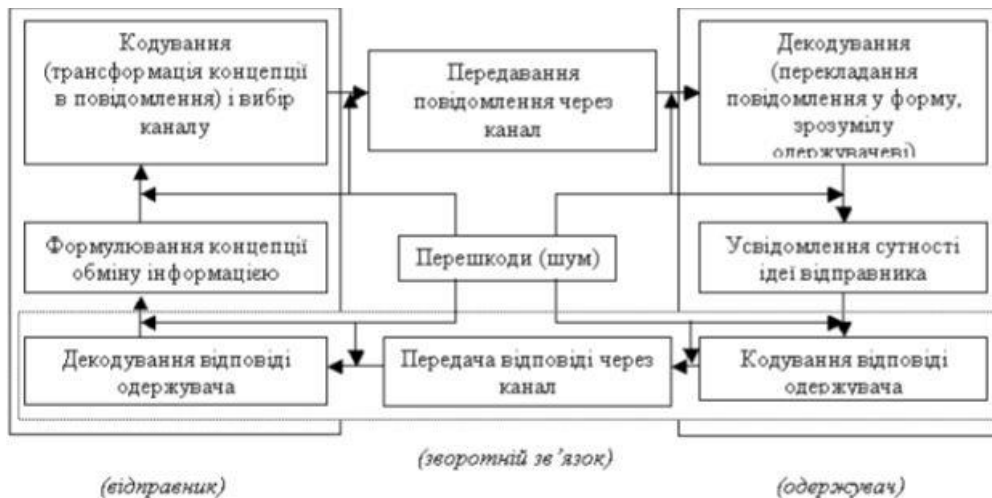 Кодування
(трансформація концепції
в повідомлення) і вибір
каналу
Передавання
повідомлення через
канал
Декодування
(перекладання
повідомлення у форму,
зрозумілу
одержувачеві)
Формулювання концепції
обміну інформацією
Перешкоди (шум)
Усвідомлення сутності
ідеї відправника
Декодування відповіді
одержувача
Передача відповіді через
канал
Кодування відповіді
одержувача
(зворотній зв’язок)
(відправник)
(одержувач)